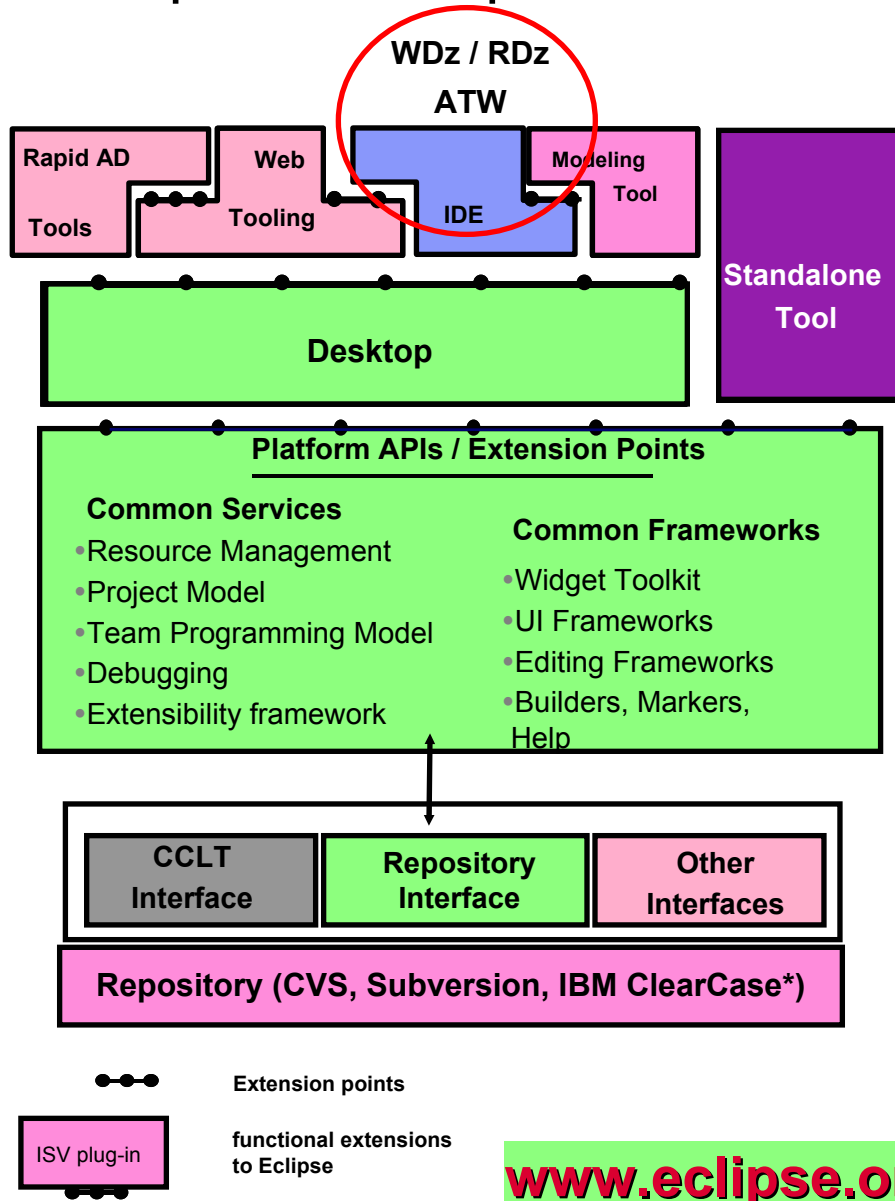 WDz / RDz
ATW
Rapid AD
Tools
Web
Tooling
IDE
Modeling
Tool
Standalone
Tool
Desktop
Platform APIs / Extension Points
Common Services
•Resource Management
•Project Model
•Team Programming Model
•Debugging
•Extensibility framework
Common Frameworks
•Widget Toolkit
•UI Frameworks
•Editing Frameworks
•Builders, Markers,
Help
CCLT
Interface
Repository
Interface
Other
Interfaces
Repository (CVS, Subversion, IBM ClearCase*)
Extension points
ISV plug-in
functional extensions
to Eclipse
www.eclipse.o